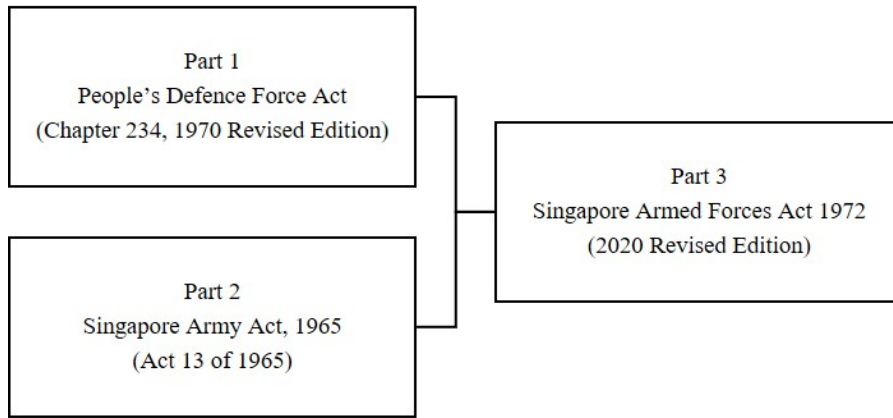 Part 1
People’s Defence Force Act
(Chapter 234, 1970 Revised Edition)
Part 2
Singapore Army Act, 1965
(Act 13 of 1965)
Part 3
Singapore Armed Forces Act 1972
(2020 Revised Edition)